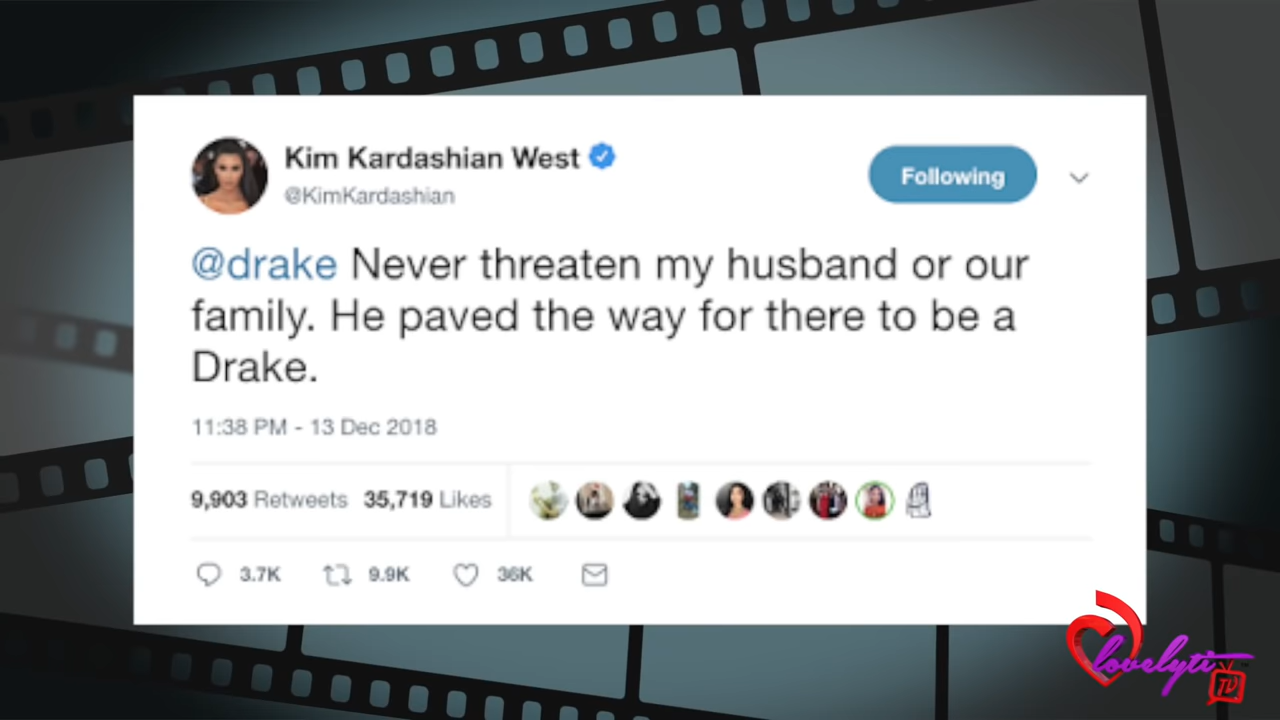 Kim Kardashian West
@KimKardashian
Following
@drake Never threaten my husband or our
family. He paved the way for there to be a
Drake.
11:38 PM - 13 Dec 2018
9,903 Retweets 35,719 Likes
3.7K 9.9K 36K
lovelyti
TV